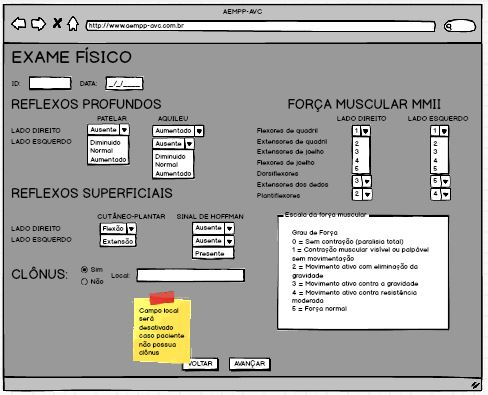 AEMPP-AVC
http://www.aempp-avc.com.br
EXAME FÍSICO
ID: DATA: _/_/____
REFLEXOS PROFUNDOS
PATELAR AQUILEU
LADO DIREITO Ausente Aumentado
LADO ESQUERDO Diminuido Ausente
Normal Diminuido
Aumentado Normal
Aumentado
REFLEXOS SUPERFICIAIS
CUTÂNEO-PLANTAR SINAL DE HOFFMAN
LADO DIREITO Flexão Ausente
LADO ESQUERDO Extensão Ausente
Presente
CLÔNUS: Sim Local:
Não
Campo local
será
desativado
caso paciente
não possua
clônus
VOLTAR AVANÇAR
FORÇA MUSCULAR MMII
LADO DIREITO LADO ESQUERDO
Flexores de quadril 1 1
Extensores de quadril 2 2
Extensores de joelho 3 3
Flexores de joelho 4 4
Dorsiflexores 5 5
Extensores dos dedos 3 5
Plantiflexores 2 4
Escala da força muscular
Grau de Força
0 = Sem contração (paralisia total)
1 = Contração muscular visível ou palpável
sem movimentação
2 = Movimento ativo com eliminação da
gravidade
3 = Movimento ativo contra a gravidade
4 = Movimento ativo contra resistência
moderada
5 = Força normal